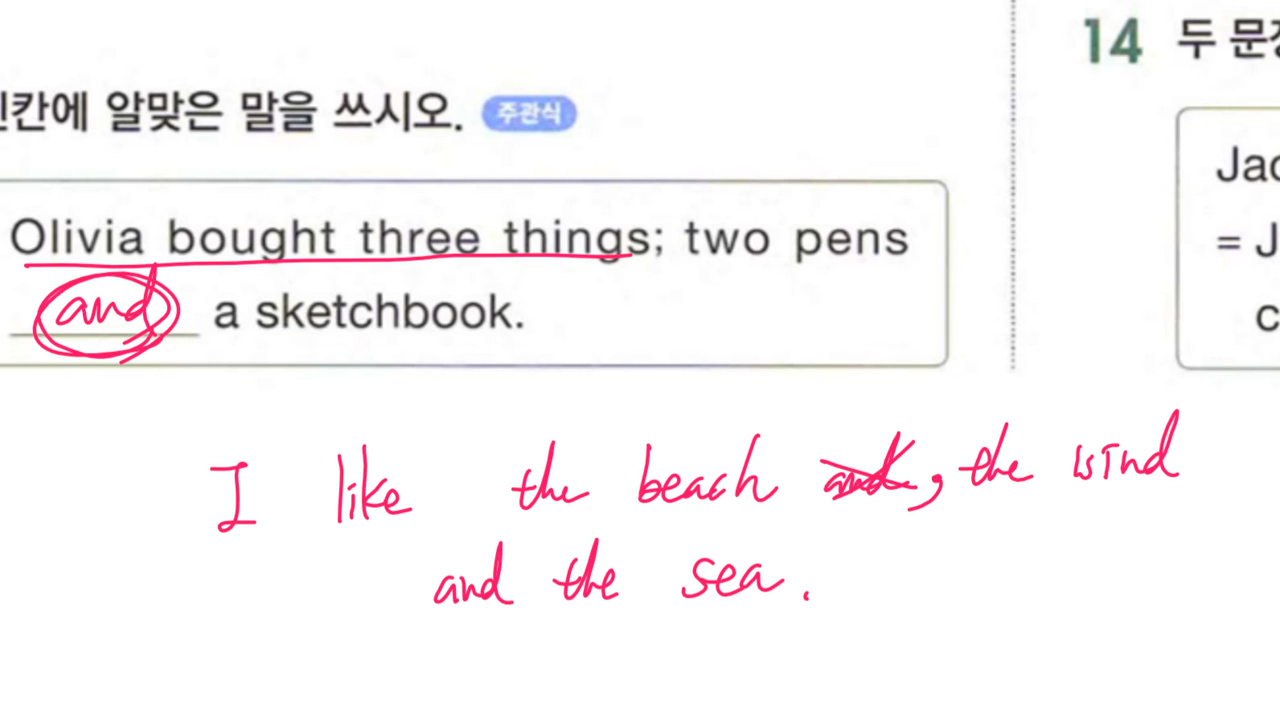 빈칸에 알맞은 말을 쓰시오. 주관식
Olivia bought three things; two pens
and a sketchbook.
14 두 문장
Jac
= J
c
I like the beach and, the wind
and the sea.